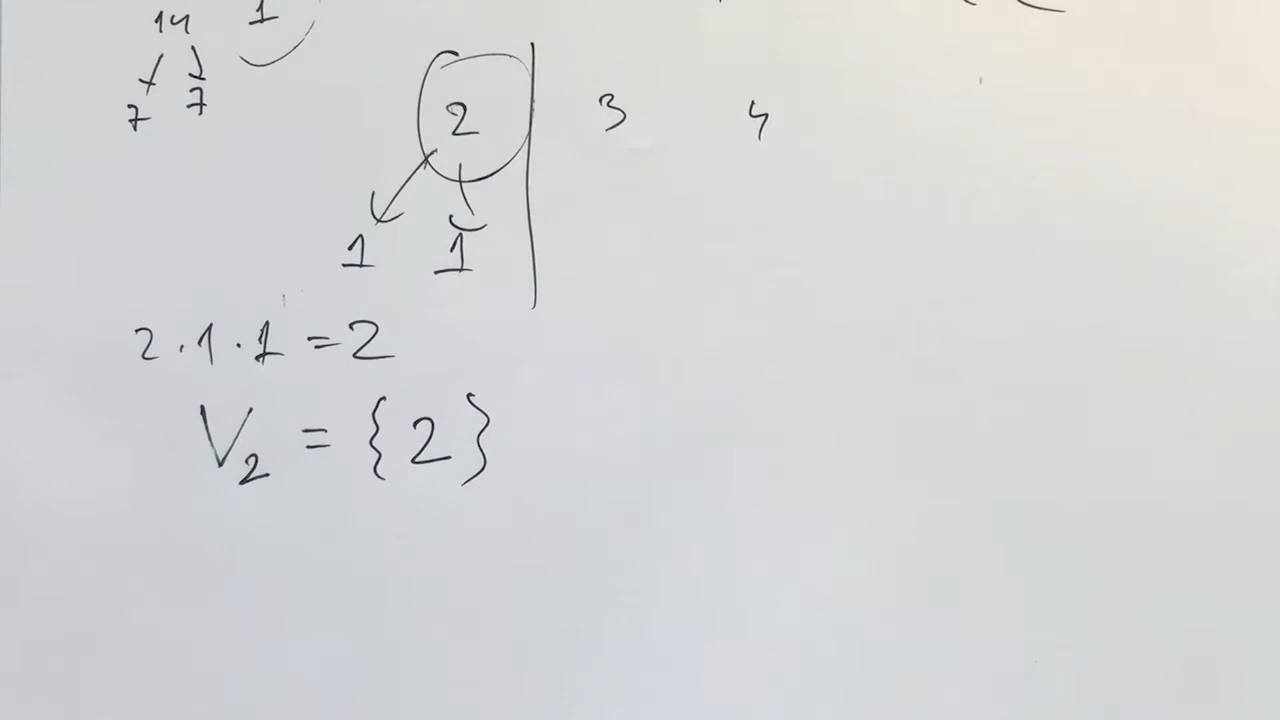 14 1
7 7
2 3 4
1 1
2 · 1 · 1 = 2
V₂ = {2}